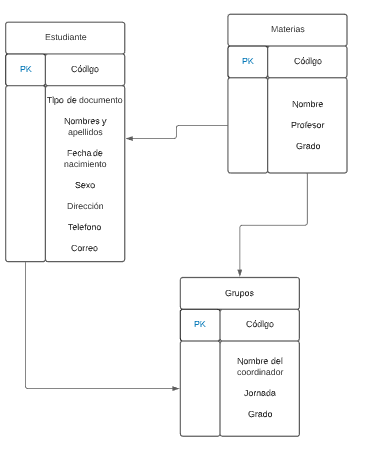 Estudiante
PK Código
Tipo de documento
Nombres y
apellidos
Fecha de
nacimiento
Sexo
Dirección
Telefono
Correo
Materias
PK Código
Nombre
Profesor
Grado
Grupos
PK Código
Nombre del
coordinador
Jornada
Grado